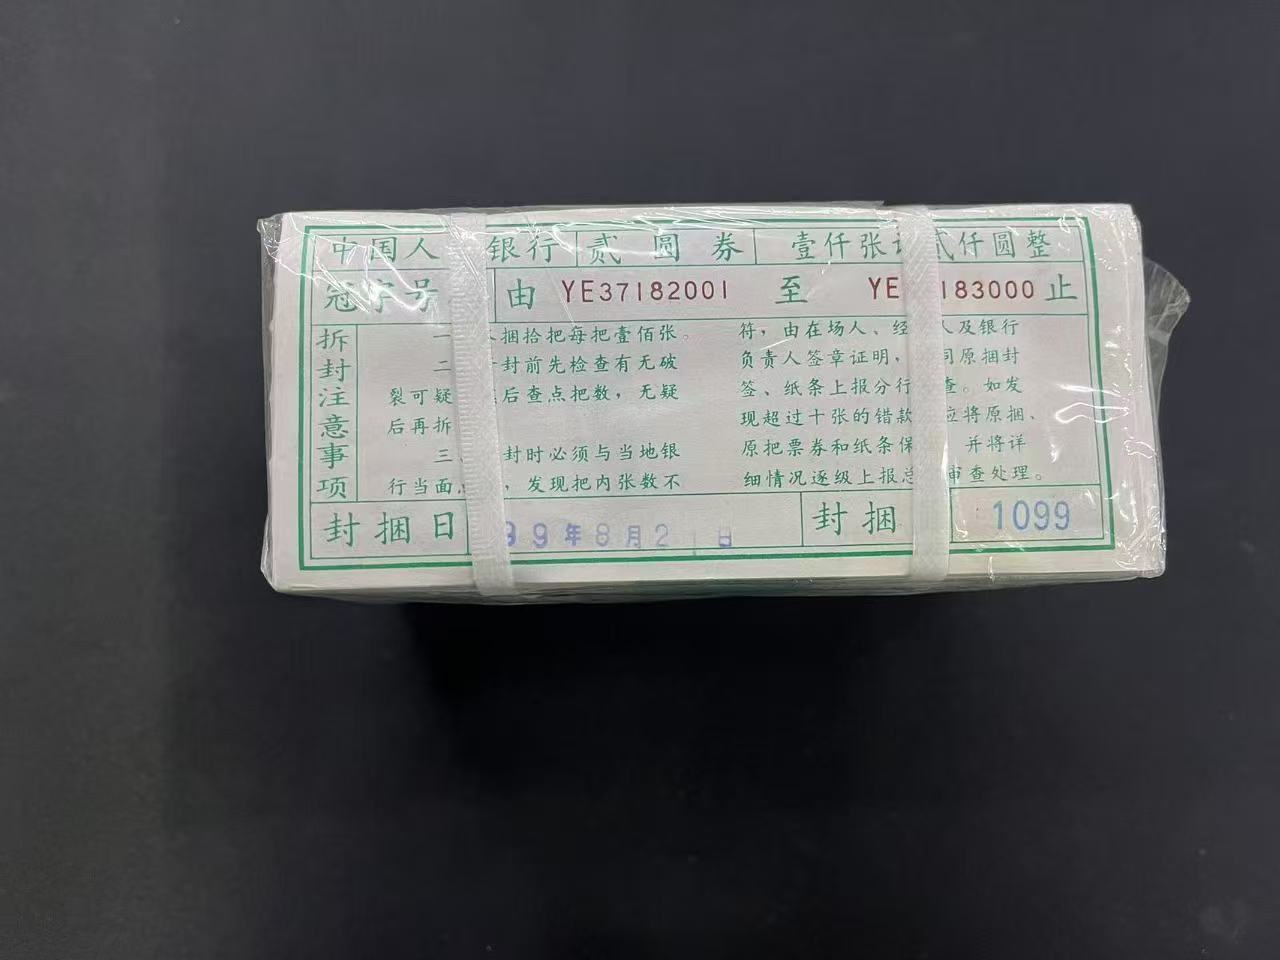 中国人 银行 贰圆券 壹仟张 贰仟圆整
冠字号 由 YE37182001 至 YE 183000 止
拆封注意事项
一 捆拾把每把壹佰张。
二 封前先检查有无破
裂可疑 后查点把数，无疑
后再拆
三 封时必须与当地银
行当面 ，发现把内张数不
符，由在场人、经 人及银行
负责人签章证明， 同原捆封
签、纸条上报分行 查。如发
现超过十张的错款 应将原捆、
原把票券和纸条保 并将详
细情况逐级上报总 审查处理。
封捆日 99年8月2 日 封捆 1099